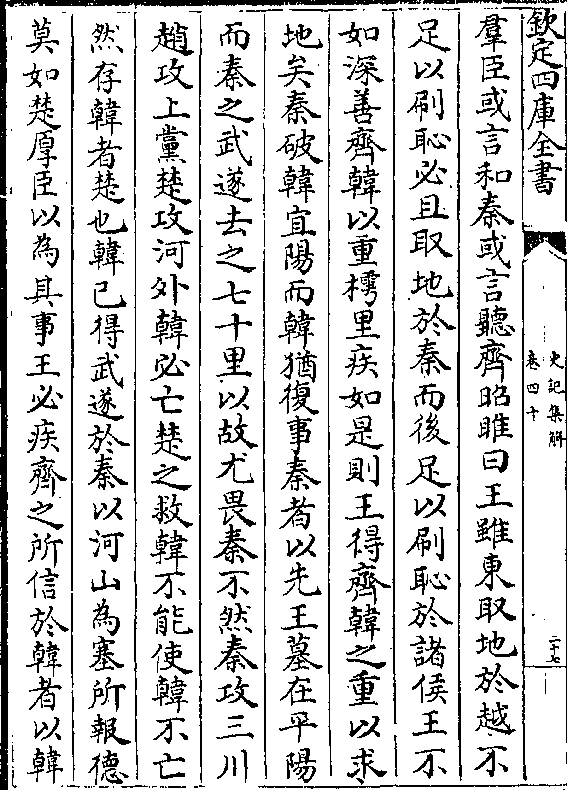 欽定四庫全書
史記集解
卷四十
二十七
羣臣或言和秦或言聽齊昭睢曰王雖東取地於越不
足以刷恥必且取地於秦而後足以刷恥於諸侯王不
如深善齊韓以重樗里疾如是則王得齊韓之重以求
地矣秦破韓宜陽而韓猶復事秦者以先王墓在平陽
而秦之武遂去之七十里以故尤畏秦不然秦攻三川
趙攻上黨楚攻河外韓必亡楚之救韓不能使韓不亡
然存韓者楚也韓已得武遂於秦以河山為塞所報德
莫如楚厚臣以為其事王必疾齊之所信於韓者以韓